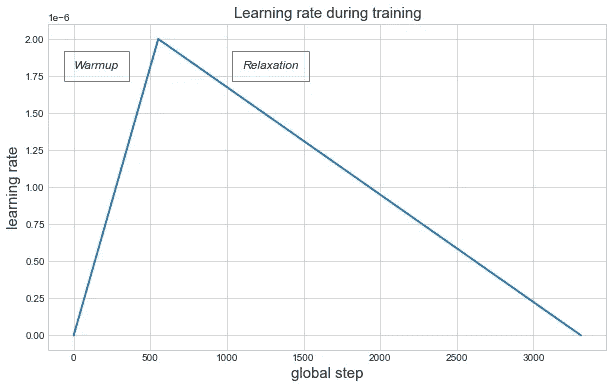 Learning rate during training
1e−6
2.00
1.75
1.50
1.25
1.00
0.75
0.50
0.25
0.00
learning rate
Warmup
Relaxation
0
500
1000
1500
2000
2500
3000
global step